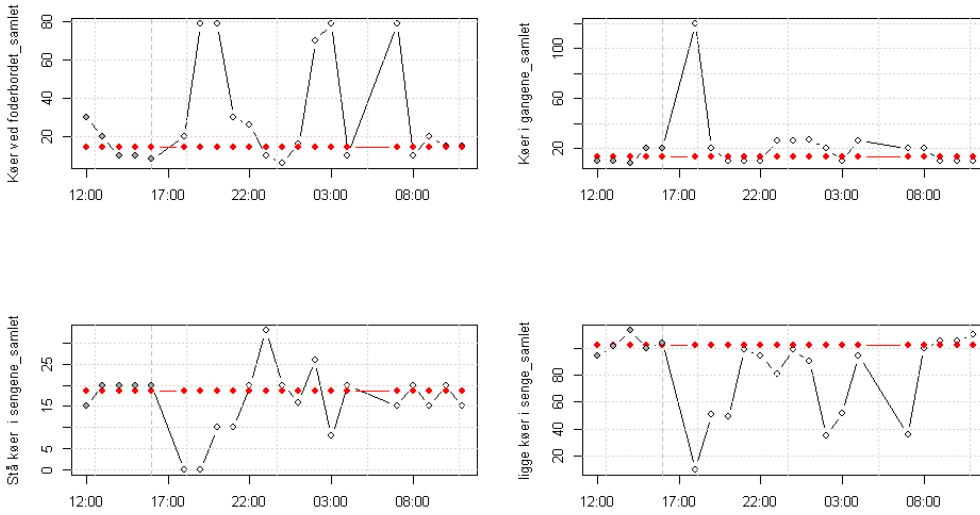 Køer ved foderbordet_samlet
80
60
40
20
12:00 17:00 22:00 03:00 08:00
Køer i gangene_samlet
100
60
20
12:00 17:00 22:00 03:00 08:00
Stå køer i sengene_samlet
25
15
5
0
12:00 17:00 22:00 03:00 08:00
ligge køer i senge_samlet
80
60
40
20
12:00 17:00 22:00 03:00 08:00